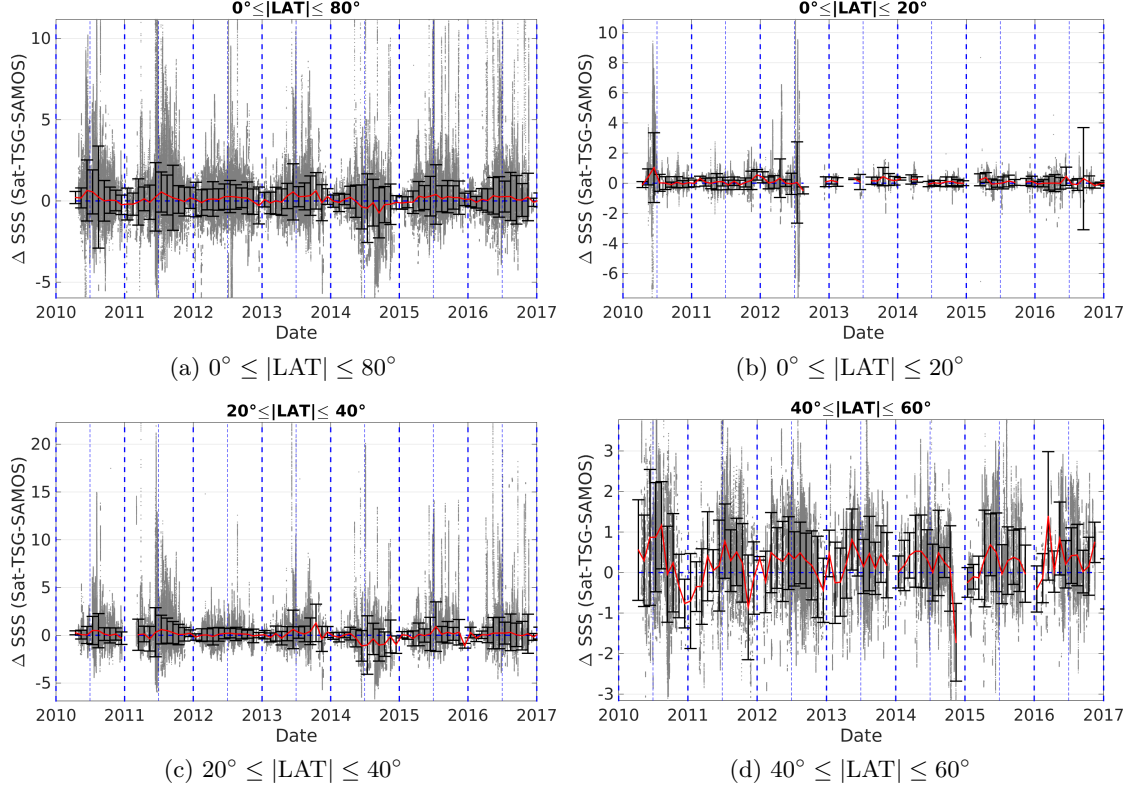 0°≤|LAT|≤ 80°
Δ SSS (Sat-TSG-SAMOS)
10
5
0
-5
2010 2011 2012 2013 2014 2015 2016 2017
Date
(a) 0° ≤ |LAT| ≤ 80°
0°≤|LAT|≤ 20°
Δ SSS (Sat-TSG-SAMOS)
10
8
6
4
2
0
-2
-4
-6
2010 2011 2012 2013 2014 2015 2016 2017
Date
(b) 0° ≤ |LAT| ≤ 20°
20°≤|LAT|≤ 40°
Δ SSS (Sat-TSG-SAMOS)
20
15
10
5
0
-5
2010 2011 2012 2013 2014 2015 2016 2017
Date
(c) 20° ≤ |LAT| ≤ 40°
40°≤|LAT|≤ 60°
Δ SSS (Sat-TSG-SAMOS)
3
2
1
0
-1
-2
-3
2010 2011 2012 2013 2014 2015 2016 2017
Date
(d) 40° ≤ |LAT| ≤ 60°